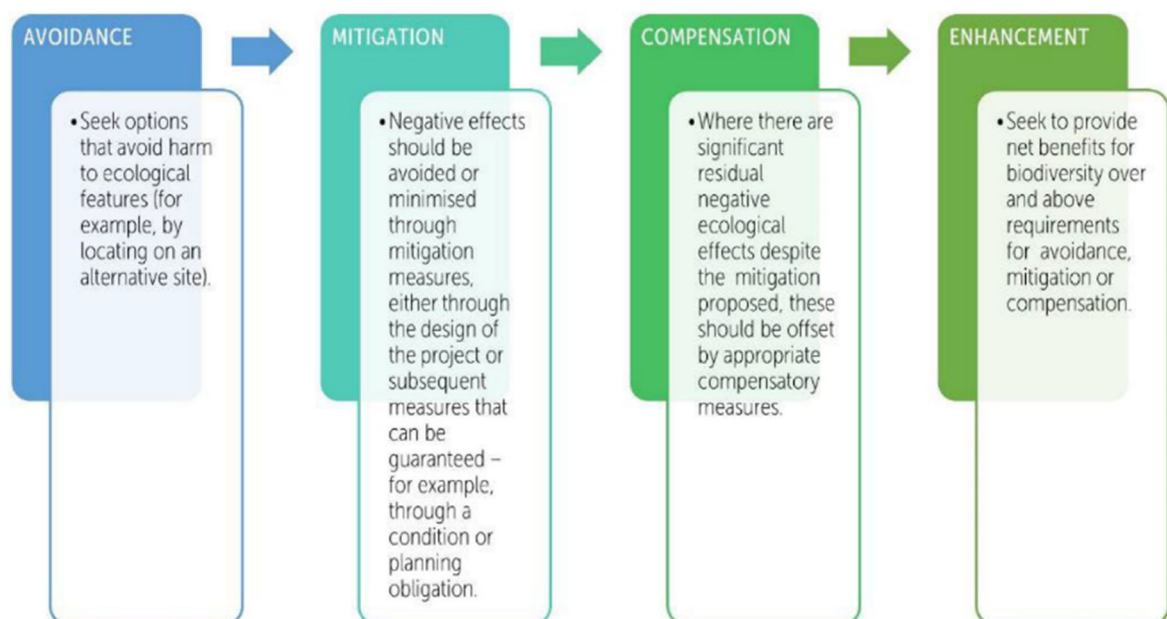 AVOIDANCE
• Seek options
that avoid harm
to ecological
features (for
example, by
locating on an
alternative site).
MITIGATION
• Negative effects
should be
avoided or
minimised
through
mitigation
measures,
either through
the design of
the project or
subsequent
measures that
can be
guaranteed –
for example,
through a
condition or
planning
obligation.
COMPENSATION
• Where there are
significant
residual
negative
ecological
effects despite
the mitigation
proposed, these
should be offset
by appropriate
compensatory
measures.
ENHANCEMENT
• Seek to provide
net benefits for
biodiversity over
and above
requirements
for avoidance,
mitigation or
compensation.